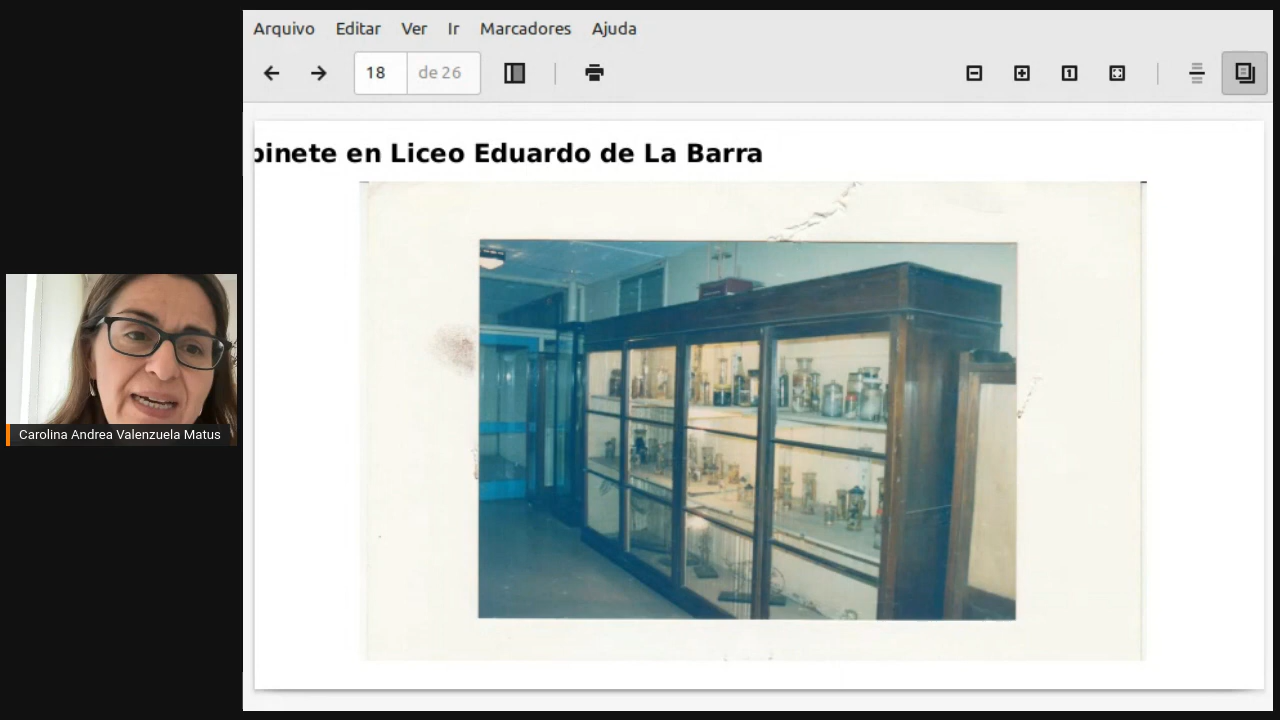 Arquivo Editar Ver Ir Marcadores Ajuda
18 de 26
binete en Liceo Eduardo de La Barra
Carolina Andrea Valenzuela Matus